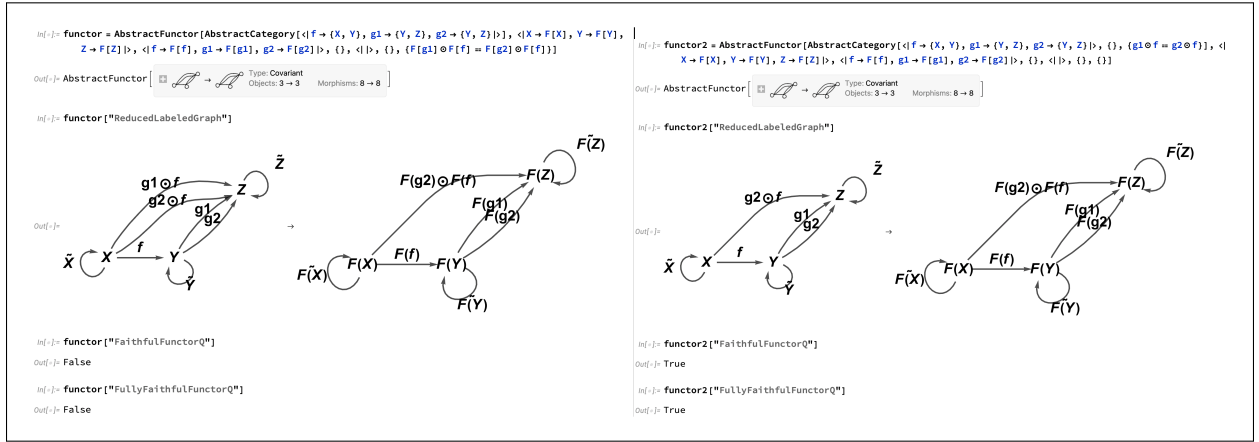 In[◦]:= functor = AbstractFunctor[AbstractCategory[<|f → {X, Y}, g1 → {Y, Z}, g2 → {Y, Z}|>], <|X → F[X], Y → F[Y],
Z → F[Z]|>, <|f → F[f], g1 → F[g1], g2 → F[g2]|>, {}, <||>, {}, {F[g1]⊙F[f] == F[g2]⊙F[f]}]
Out[◦]= AbstractFunctor[ → Type: Covariant
Objects: 3 → 3 Morphisms: 8 → 8 ]
In[◦]:= functor["ReducedLabeledGraph"]
Z̃
F(Z̃)
g1⊙f
Z
F(g2)⊙F(f)
F(Z)
g2⊙f
g1
g2
F(g1)
F(g2)
Out[◦]=
→
X̃
X
f
Y
Ỹ
F(X̃)
F(X)
F(f)
F(Y)
F(Ỹ)
In[◦]:= functor["FaithfulFunctorQ"]
Out[◦]= False
In[◦]:= functor["FullyFaithfulFunctorQ"]
Out[◦]= False
In[◦]:= functor2 = AbstractFunctor[AbstractCategory[<|f → {X, Y}, g1 → {Y, Z}, g2 → {Y, Z}|>, {}, {g1⊙f == g2⊙f}], <|
X → F[X], Y → F[Y], Z → F[Z]|>, <|f → F[f], g1 → F[g1], g2 → F[g2]|>, {}, <||>, {}, {}]
Out[◦]= AbstractFunctor[ → Type: Covariant
Objects: 3 → 3 Morphisms: 8 → 8 ]
In[◦]:= functor2["ReducedLabeledGraph"]
Z̃
F(Z̃)
g2⊙f
Z
F(g2)⊙F(f)
F(Z)
g1
g2
F(g1)
F(g2)
Out[◦]=
→
X̃
X
f
Y
Ỹ
F(X̃)
F(X)
F(f)
F(Y)
F(Ỹ)
In[◦]:= functor2["FaithfulFunctorQ"]
Out[◦]= True
In[◦]:= functor2["FullyFaithfulFunctorQ"]
Out[◦]= True